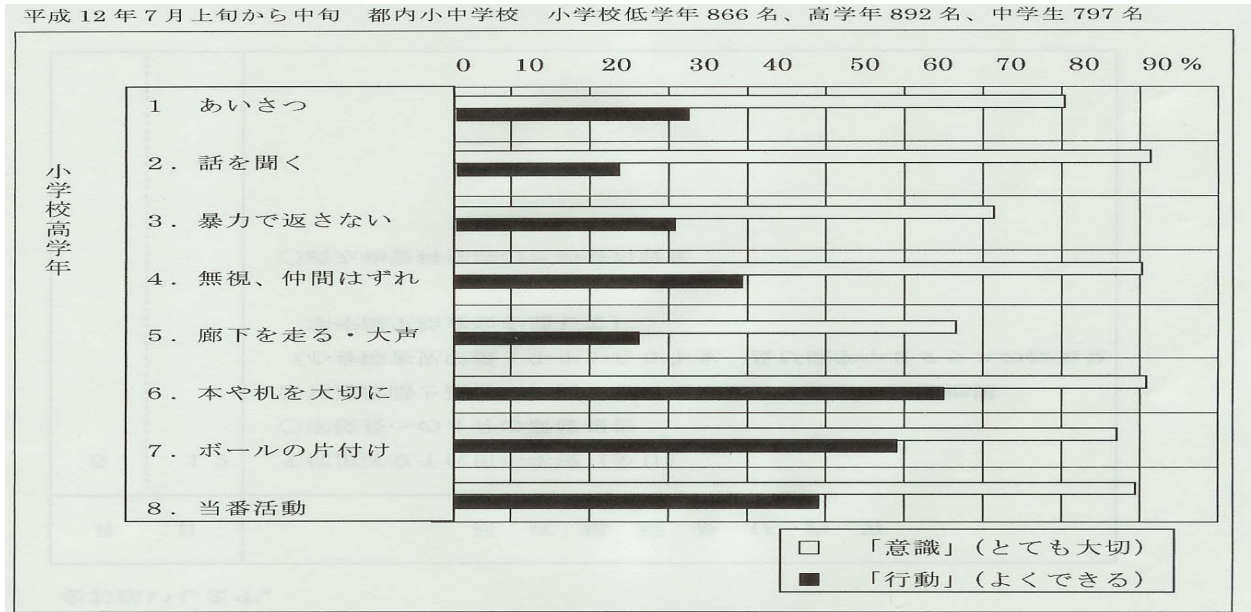 平成12年7月上旬から中旬 都内小中学校 小学校低学年866名、高学年892名、中学生797名
0 10 20 30 40 50 60 70 80 90%
小学校高学年
1 あいさつ
2. 話を聞く
3. 暴力で返さない
4. 無視、仲間はずれ
5. 廊下を走る・大声
6. 本や机を大切に
7. ボールの片付け
8. 当番活動
□ 「意識」(とても大切)
■ 「行動」(よくできる)